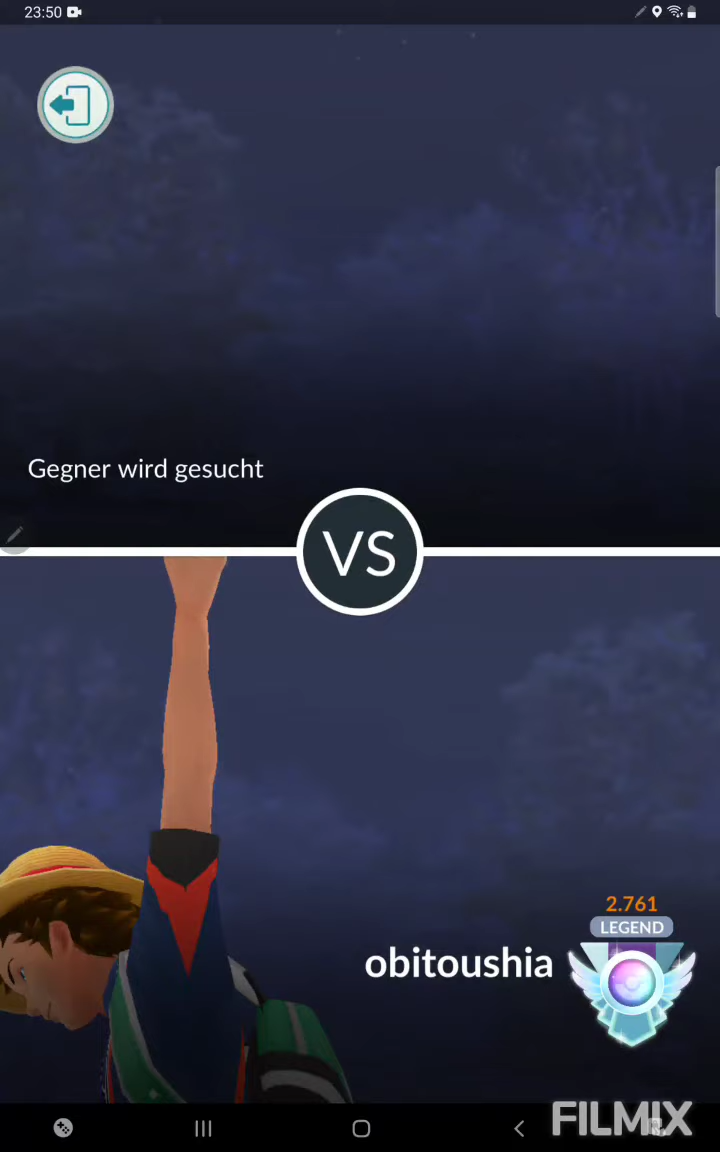 23:50
Gegner wird gesucht
VS
2.761
LEGEND
obitoushia
FILMIX